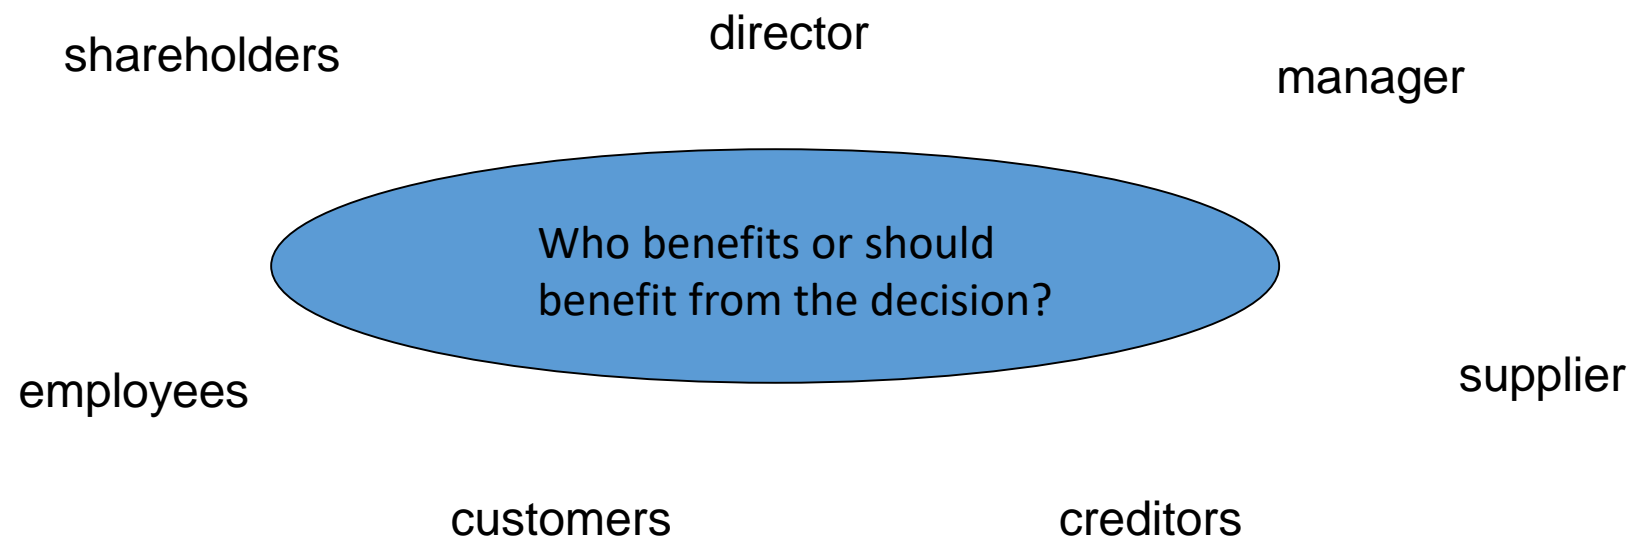 shareholders
director
manager
Who benefits or should
benefit from the decision?
employees
supplier
customers
creditors